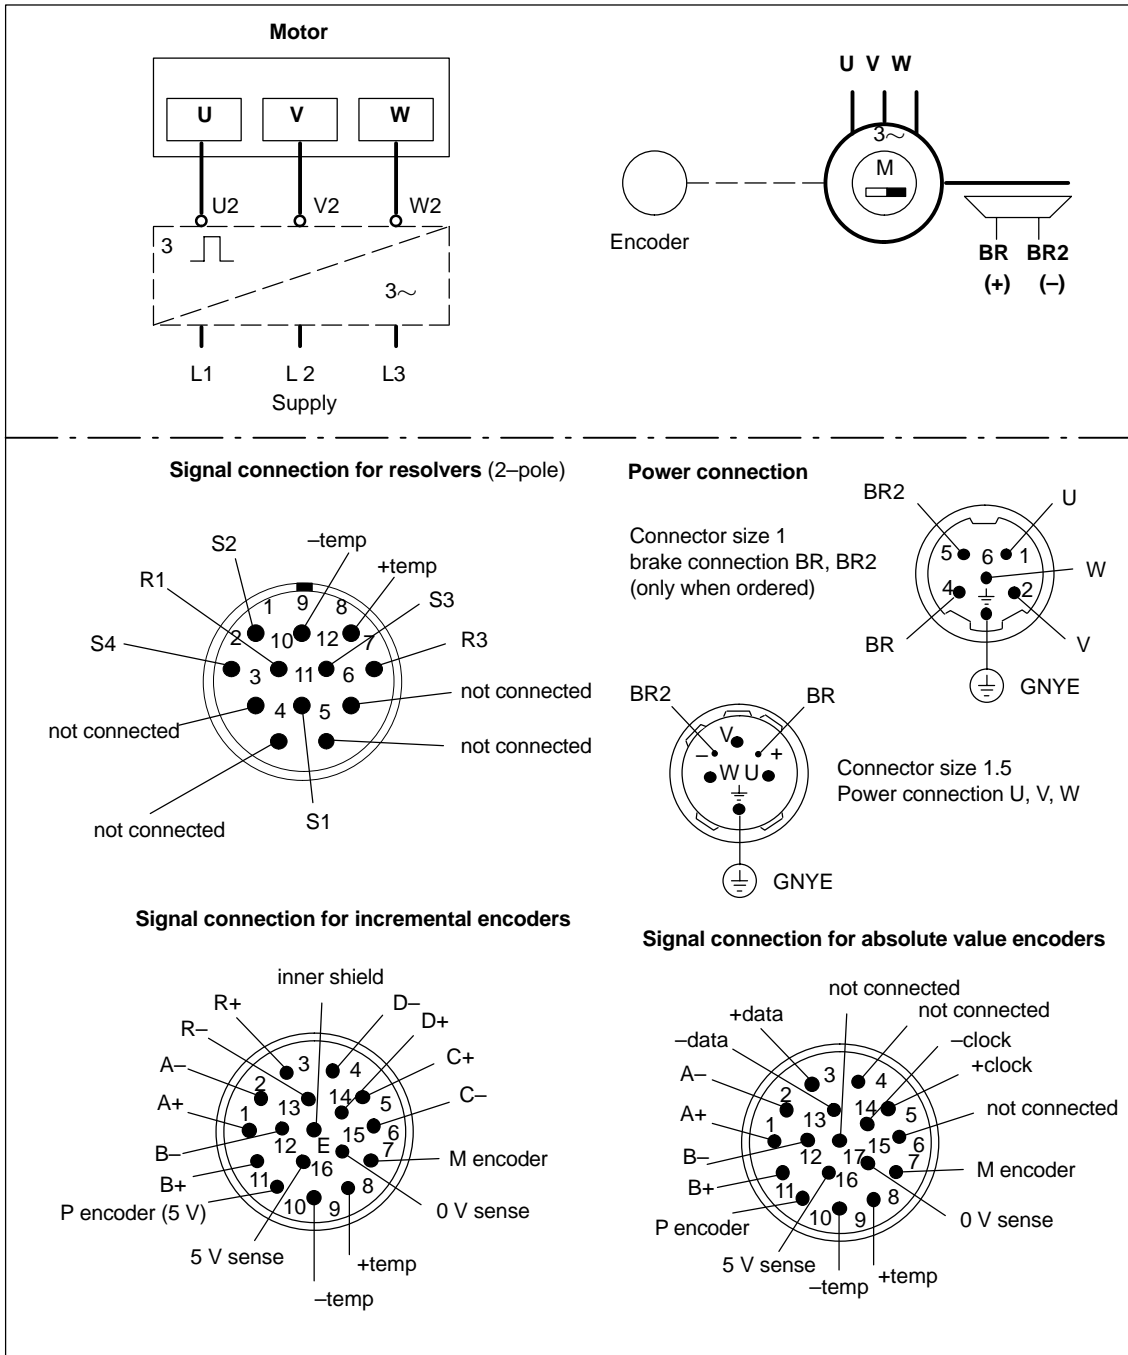 Motor
U V W
U2 V2 W2
3
3~
L1 L 2 L3
Supply
U V W
3~
M
Encoder
BR BR2
(+) (–)
Signal connection for resolvers (2–pole)
S2
–temp
+temp
R1
S3
S4
R3
1 9 8
2 10 12 7
3 11 6
4 5
not connected
not connected
not connected
not connected
S1
Power connection
Connector size 1
brake connection BR, BR2
(only when ordered)
BR2
U
5 6 1
W
4 2
BR
V
GNYE
BR2
BR
V
– +
W U
Connector size 1.5
Power connection U, V, W
GNYE
Signal connection for incremental encoders
inner shield
R+
D–
R–
D+
A–
C+
A+
C–
3 4
2 13 14 5
1 6
12 E 15 7
11 16 8
10 9
B–
M encoder
B+
P encoder (5 V)
0 V sense
5 V sense
+temp
–temp
Signal connection for absolute value encoders
not connected
not connected
+data
–clock
–data
+clock
A–
A+
not connected
3 4
2 13 14 5
1 6
12 17 15 7
11 16 8
10 9
B–
M encoder
B+
P encoder
0 V sense
5 V sense
+temp
–temp